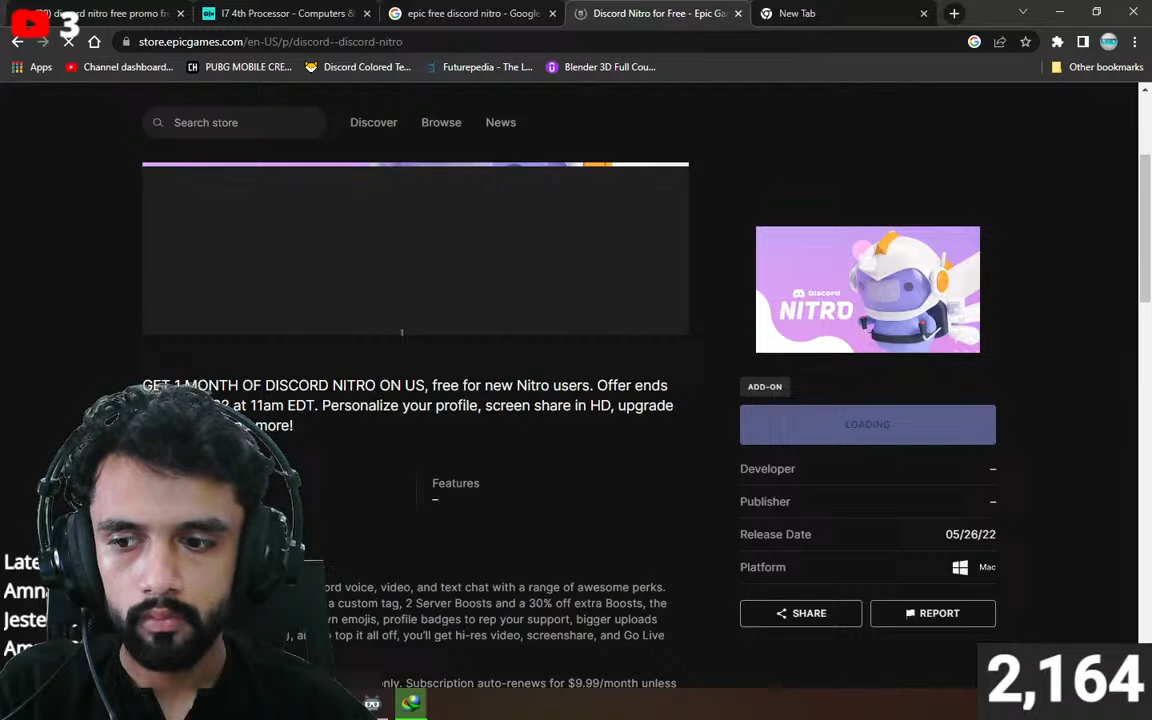 discord nitro free promo fr
I7 4th Processor - Computers &
epic free discord nitro - Google
Discord Nitro for Free - Epic Ga
New Tab
3
store.epicgames.com/en-US/p/discord--discord-nitro
Apps
Channel dashboard...
PUBG MOBILE CRE...
Discord Colored Te...
Futurepedia - The L...
Blender 3D Full Cou...
Other bookmarks
Search store
Discover
Browse
News
Discord
NITRO
GET 1 MONTH OF DISCORD NITRO ON US, free for new Nitro users. Offer ends
at 11am EDT. Personalize your profile, screen share in HD, upgrade
more!
ADD-ON
LOADING
Developer –
Publisher –
Release Date 05/26/22
Platform Mac
SHARE
REPORT
Features
–
voice, video, and text chat with a range of awesome perks.
a custom tag, 2 Server Boosts and a 30% off extra Boosts, the
emojis, profile badges to rep your support, bigger uploads
top it all off, you'll get hi-res video, screenshare, and Go Live
only. Subscription auto-renews for $9.99/month unless
Late
Amn
Jeste
2,164